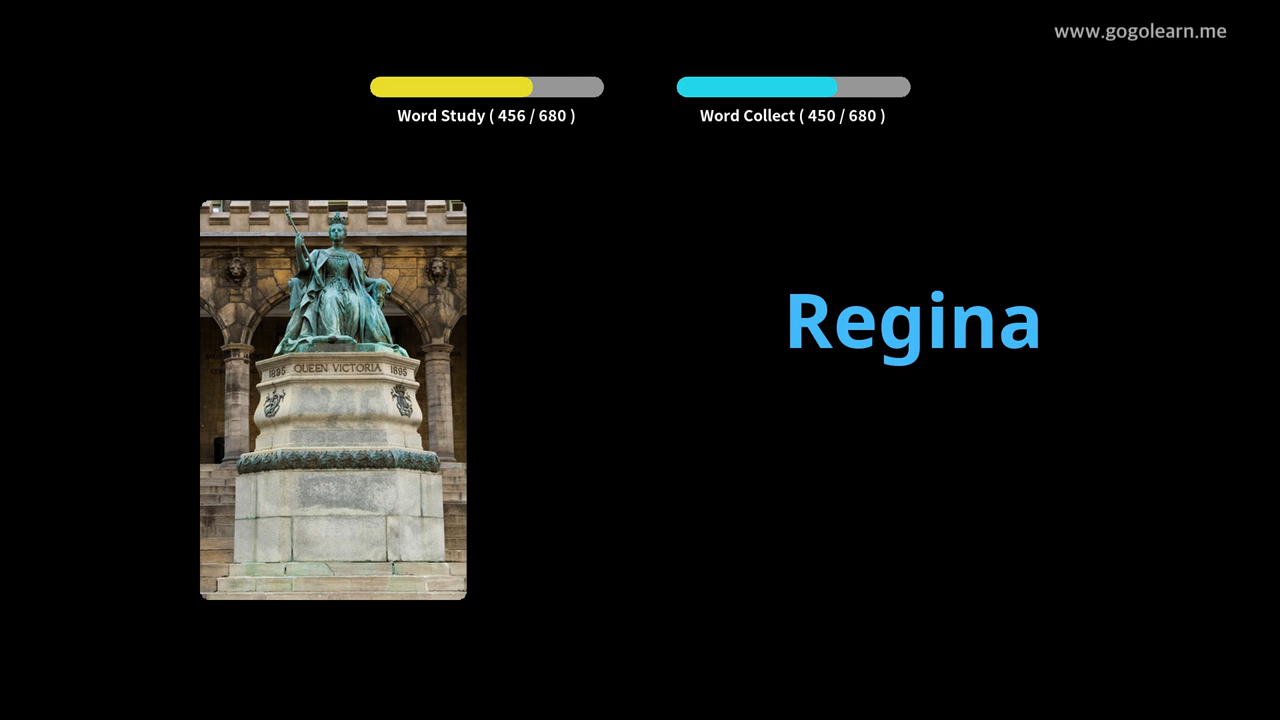 www.gogolearn.me
Word Study ( 456 / 680 )
Word Collect ( 450 / 680 )
Regina
1895 QUEEN VICTORIA 1895